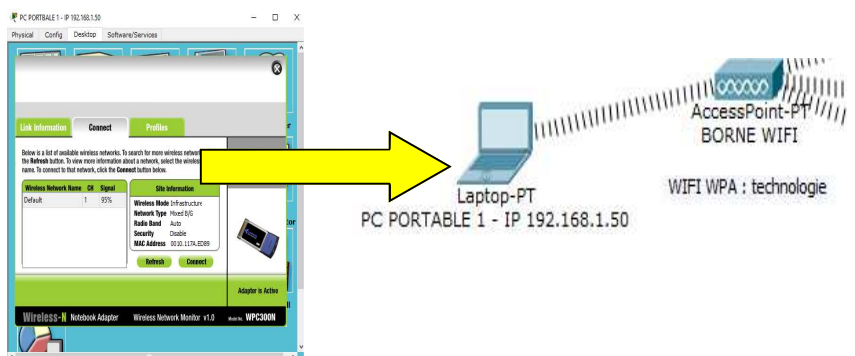 PC PORTBALE 1 - IP 192.168.1.50
Physical Config Desktop Software/Services
Link Information Connect Profiles
Below is a list of available wireless networks. To search for more wireless networ
the Refresh button. To view more information about a network, select the wireless
name. To connect to that network, click the Connect button below.
Wireless Network Name CH Signal
Default 1 95%
Site Information
Wireless Mode Infrastructure
Network Type Mixed B/G
Radio Band Auto
Security Disable
MAC Address 0010.117A.ED89
Refresh Connect
Adapter is Active
Wireless-N Notebook Adapter Wireless Network Monitor v1.0 Model No. WPC300N
AccessPoint-PT
BORNE WIFI
WIFI WPA : technologie
Laptop-PT
PC PORTABLE 1 - IP 192.168.1.50